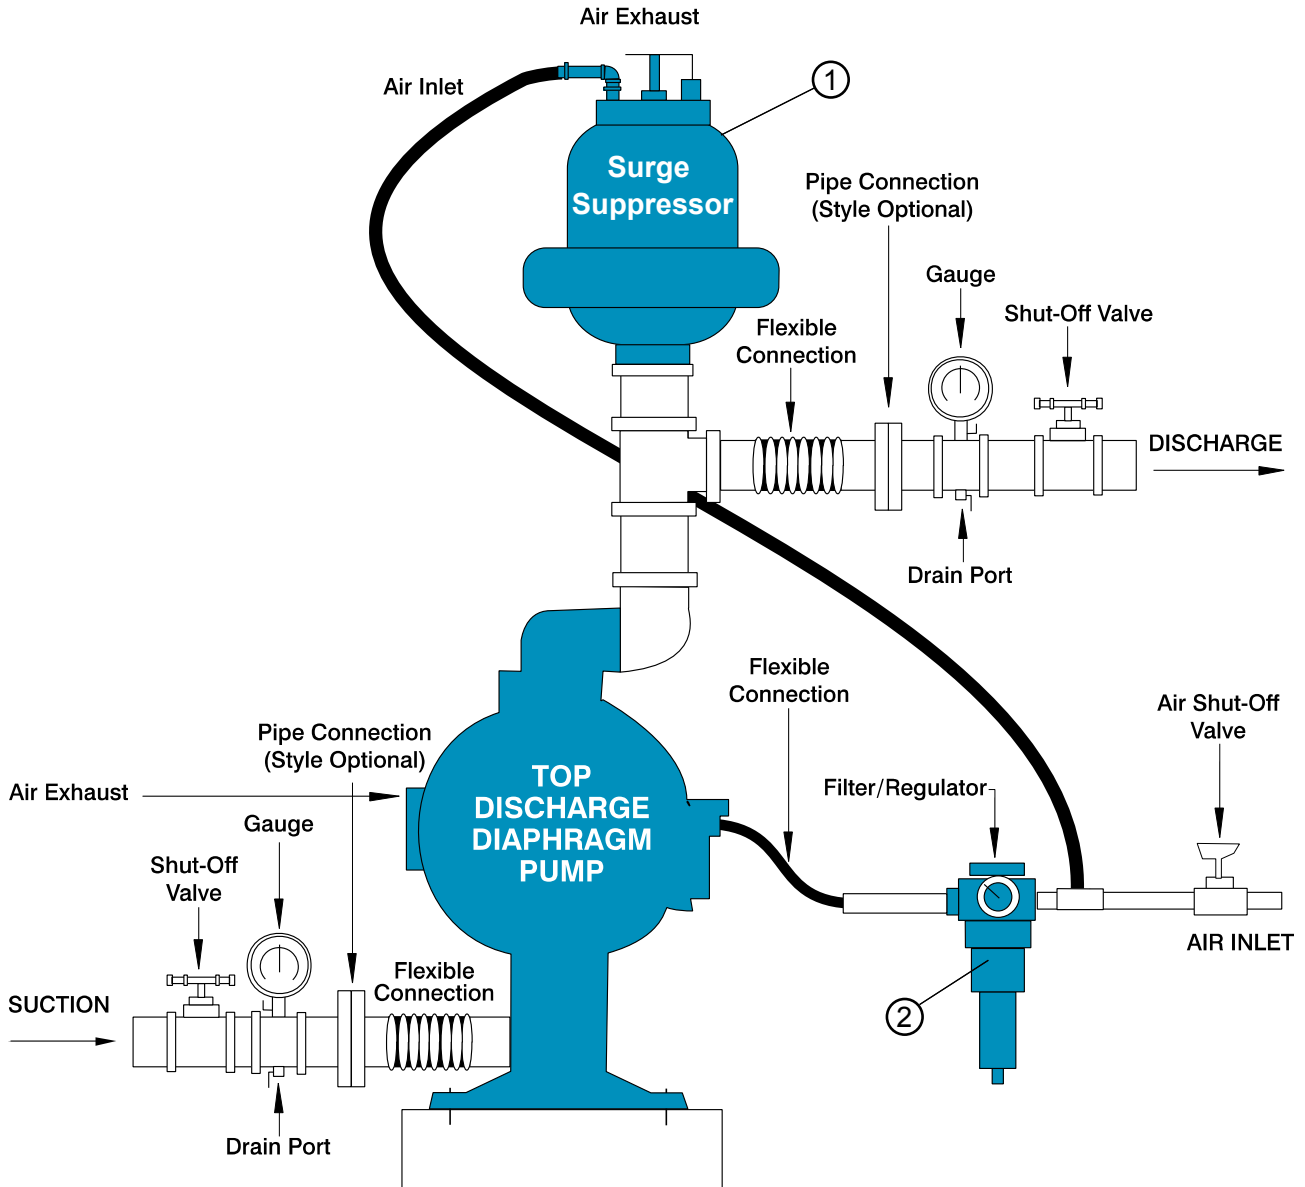 Air Exhaust
Air Inlet
1
Surge
Suppressor
Pipe Connection
(Style Optional)
Gauge
Shut-Off Valve
Flexible
Connection
DISCHARGE
Drain Port
Flexible
Connection
Air Shut-Off
Valve
Pipe Connection
(Style Optional)
Air Exhaust
TOP
DISCHARGE
DIAPHRAGM
PUMP
Filter/Regulator
Gauge
Shut-Off
Valve
AIR INLET
Flexible
Connection
SUCTION
2
Drain Port